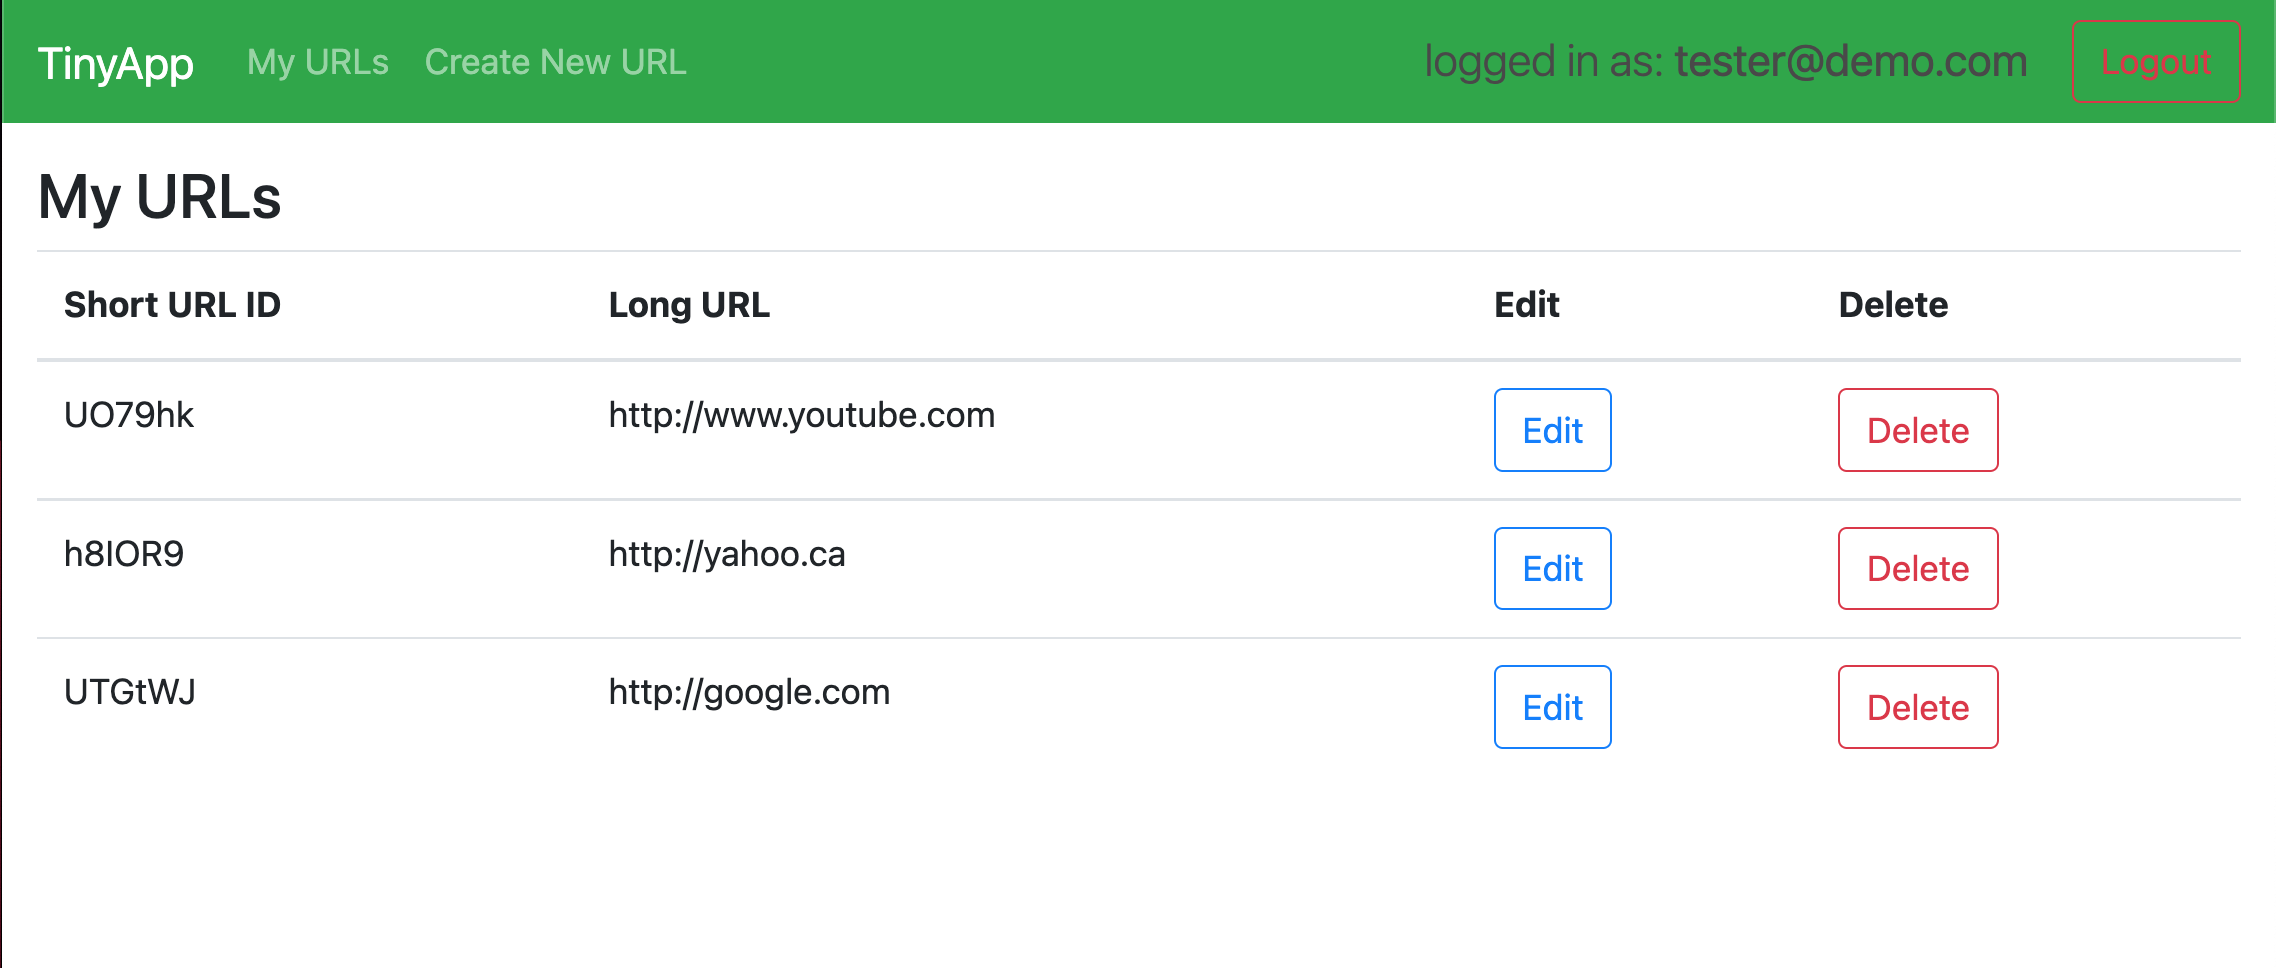 TinyApp My URLs Create New URL logged in as: tester@demo.com Logout
My URLs
Short URL ID Long URL Edit Delete
UO79hk http://www.youtube.com Edit Delete
h8IOR9 http://yahoo.ca Edit Delete
UTGtWJ http://google.com Edit Delete